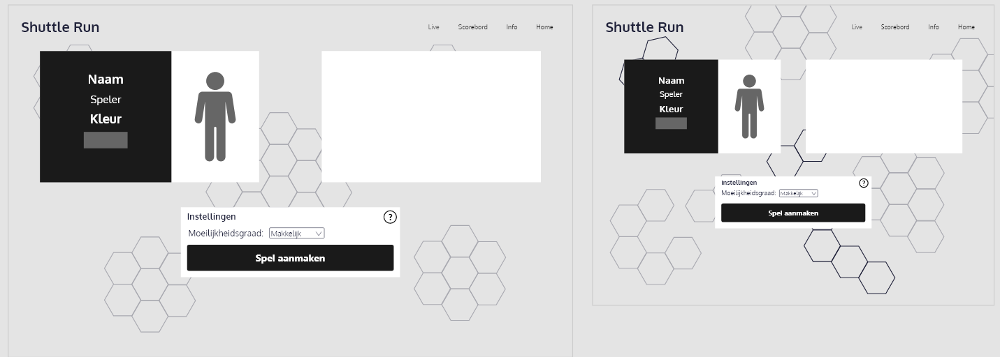 Shuttle Run
Live Scorebord Info Home
Naam
Speler
Kleur
Instellingen
?
Moeilijkheidsgraad: Makkelijk
Spel aanmaken
Shuttle Run
Live Scorebord Info Home
Naam
Speler
Kleur
Instellingen
?
Moeilijkheidsgraad: Makkelijk
Spel aanmaken